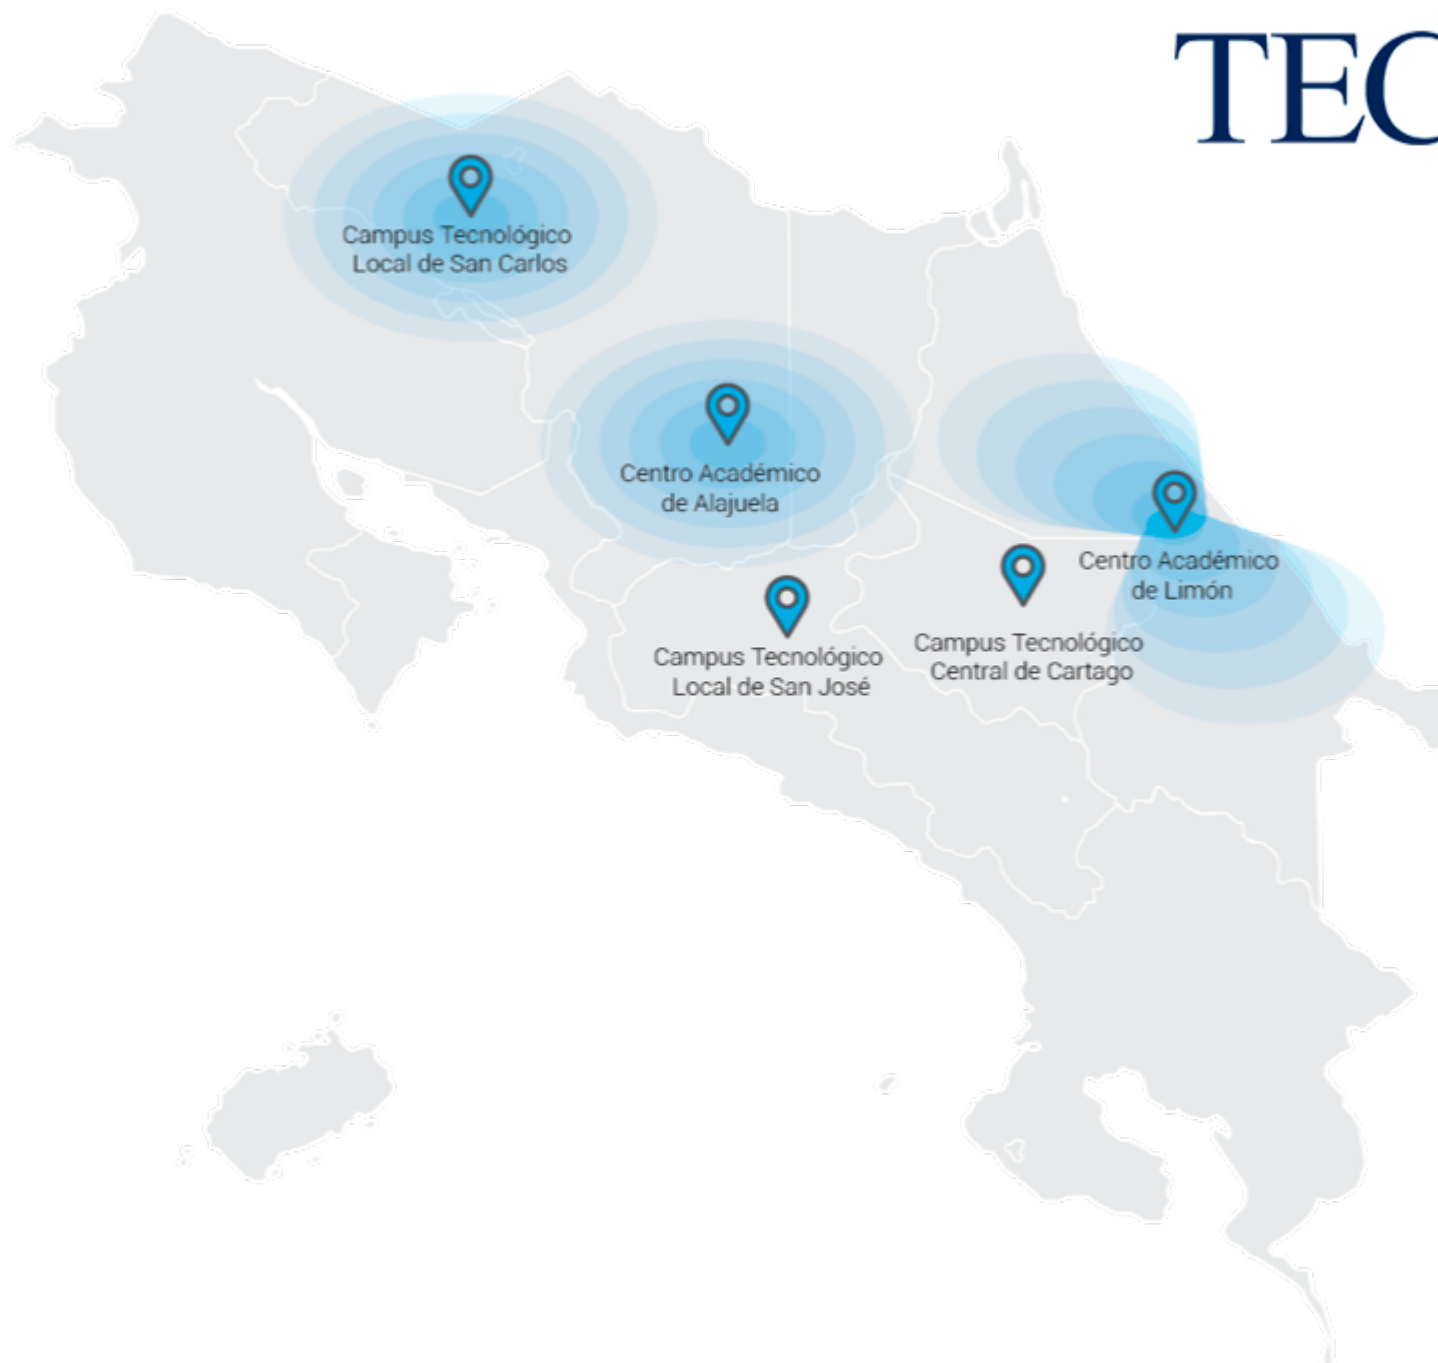 TEC
Campus Tecnológico
Local de San Carlos
Centro Académico
de Alajuela
Centro Académico
de Limón
Campus Tecnológico
Local de San José
Campus Tecnológico
Central de Cartago